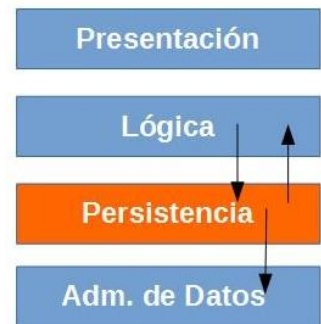 Presentación
Lógica
Persistencia
Adm. de Datos